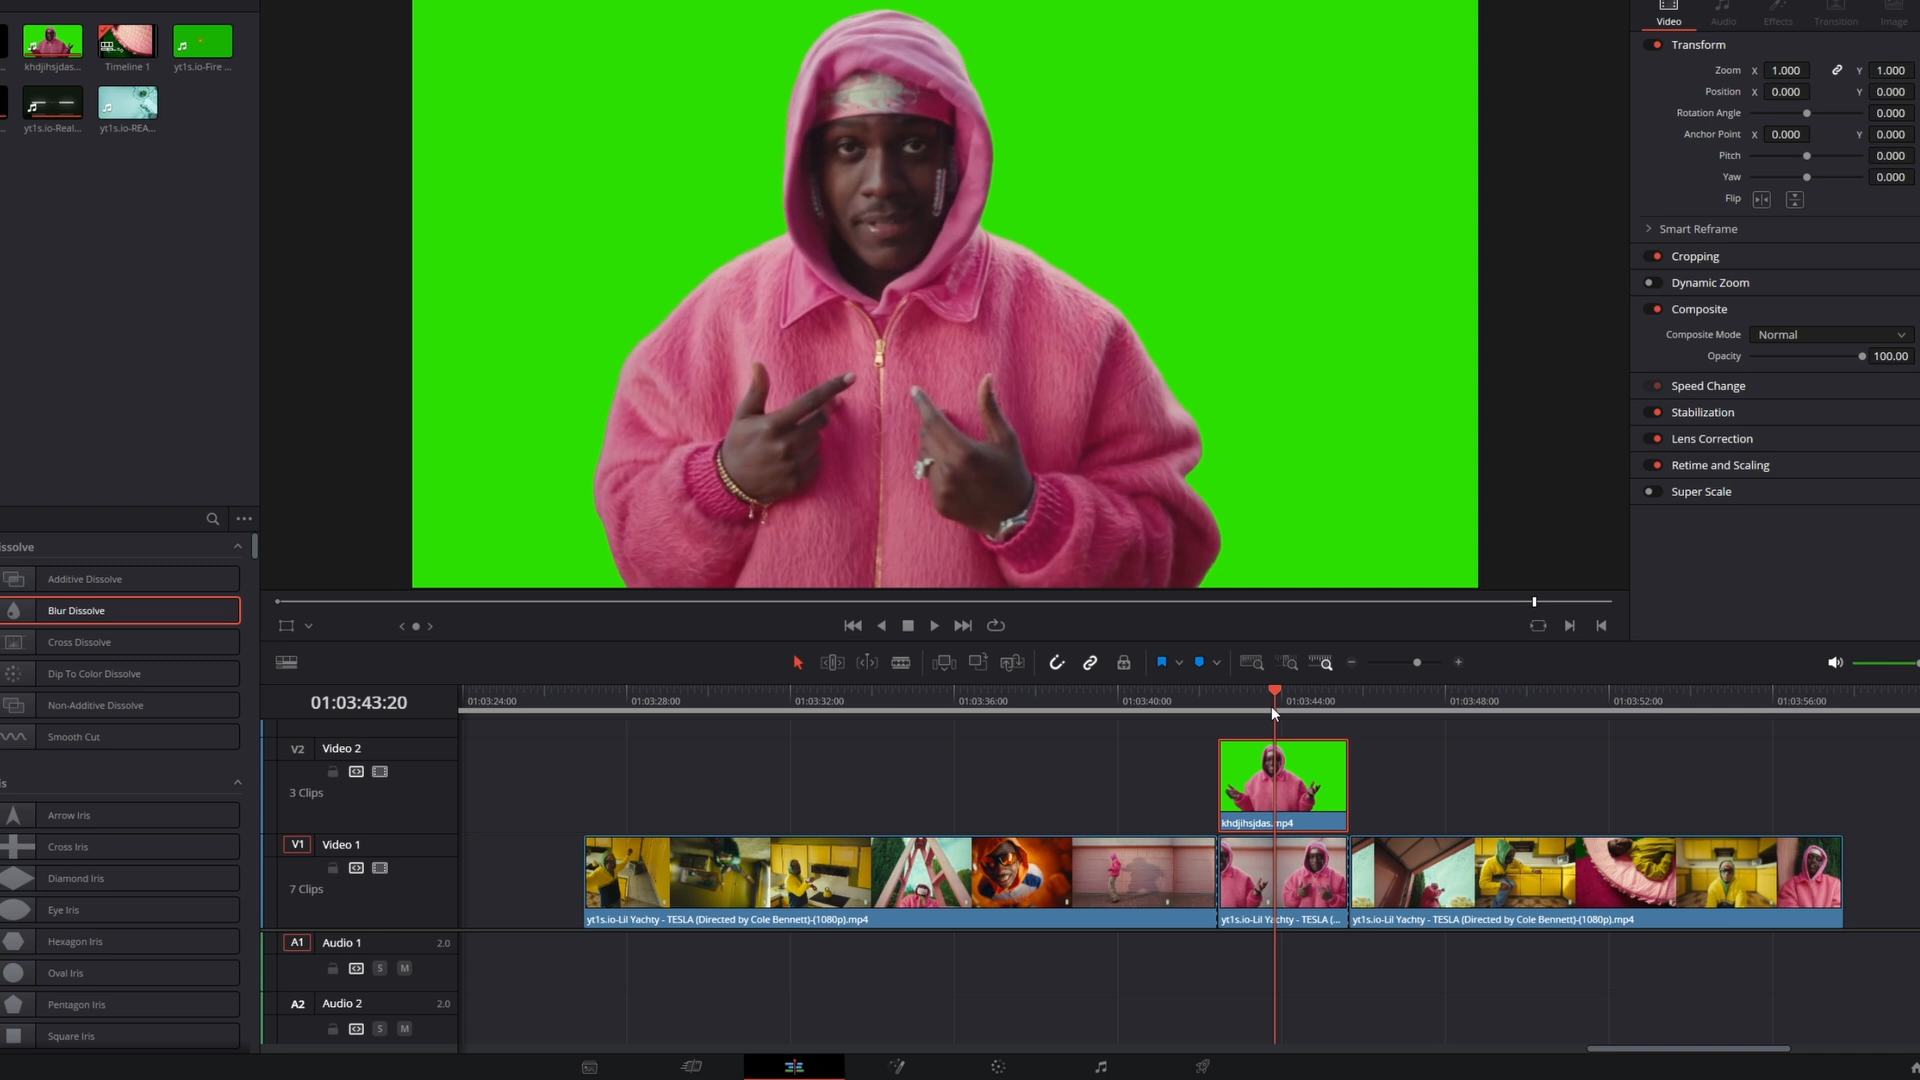 khdjihsjdas...
Timeline 1
yt1s.io-Fire ...
yt1s.io-Real...
yt1s.io-REA...
Video
Audio
Effects
Transition
Image
Transform
Zoom X 1.000 Y 1.000
Position X 0.000 Y 0.000
Rotation Angle 0.000
Anchor Point X 0.000 Y 0.000
Pitch 0.000
Yaw 0.000
Flip
Smart Reframe
Cropping
Dynamic Zoom
Composite
Composite Mode Normal
Opacity 100.00
Speed Change
Stabilization
Lens Correction
Retime and Scaling
Super Scale
issolve
Additive Dissolve
Blur Dissolve
Cross Dissolve
Dip To Color Dissolve
Non-Additive Dissolve
Smooth Cut
is
Arrow Iris
Cross Iris
Diamond Iris
Eye Iris
Hexagon Iris
Oval Iris
Pentagon Iris
Square Iris
01:03:43:20
01:03:24:00
01:03:28:00
01:03:32:00
01:03:36:00
01:03:40:00
01:03:44:00
01:03:48:00
01:03:52:00
01:03:56:00
V2 Video 2
3 Clips
khdjihsjdas.mp4
V1 Video 1
7 Clips
yt1s.io-Lil Yachty - TESLA (Directed by Cole Bennett)-(1080p).mp4
yt1s.io-Lil Yachty - TESLA (...
yt1s.io-Lil Yachty - TESLA (Directed by Cole Bennett)-(1080p).mp4
A1 Audio 1 2.0
S M
A2 Audio 2 2.0
S M